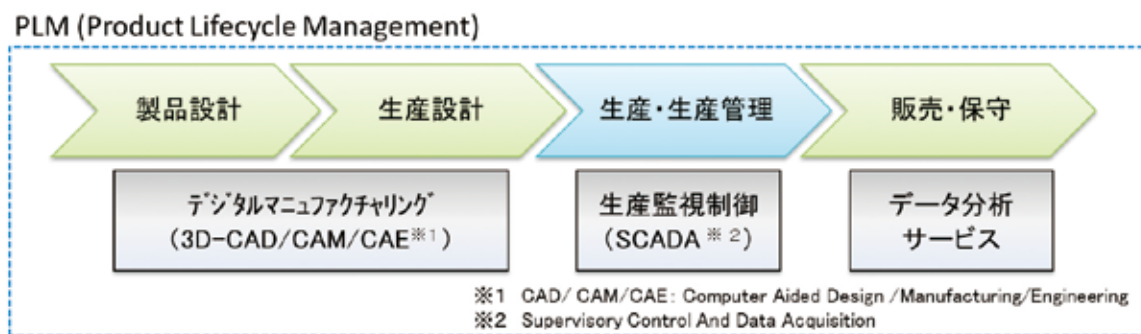 PLM (Product Lifecycle Management)
製品設計
生産設計
生産・生産管理
販売・保守
デジタルマニュファクチャリング
(3D-CAD/CAM/CAE※1)
生産監視制御
(SCADA※2)
データ分析
サービス
※1 CAD/ CAM/CAE: Computer Aided Design /Manufacturing/Engineering
※2 Supervisory Control And Data Acquisition